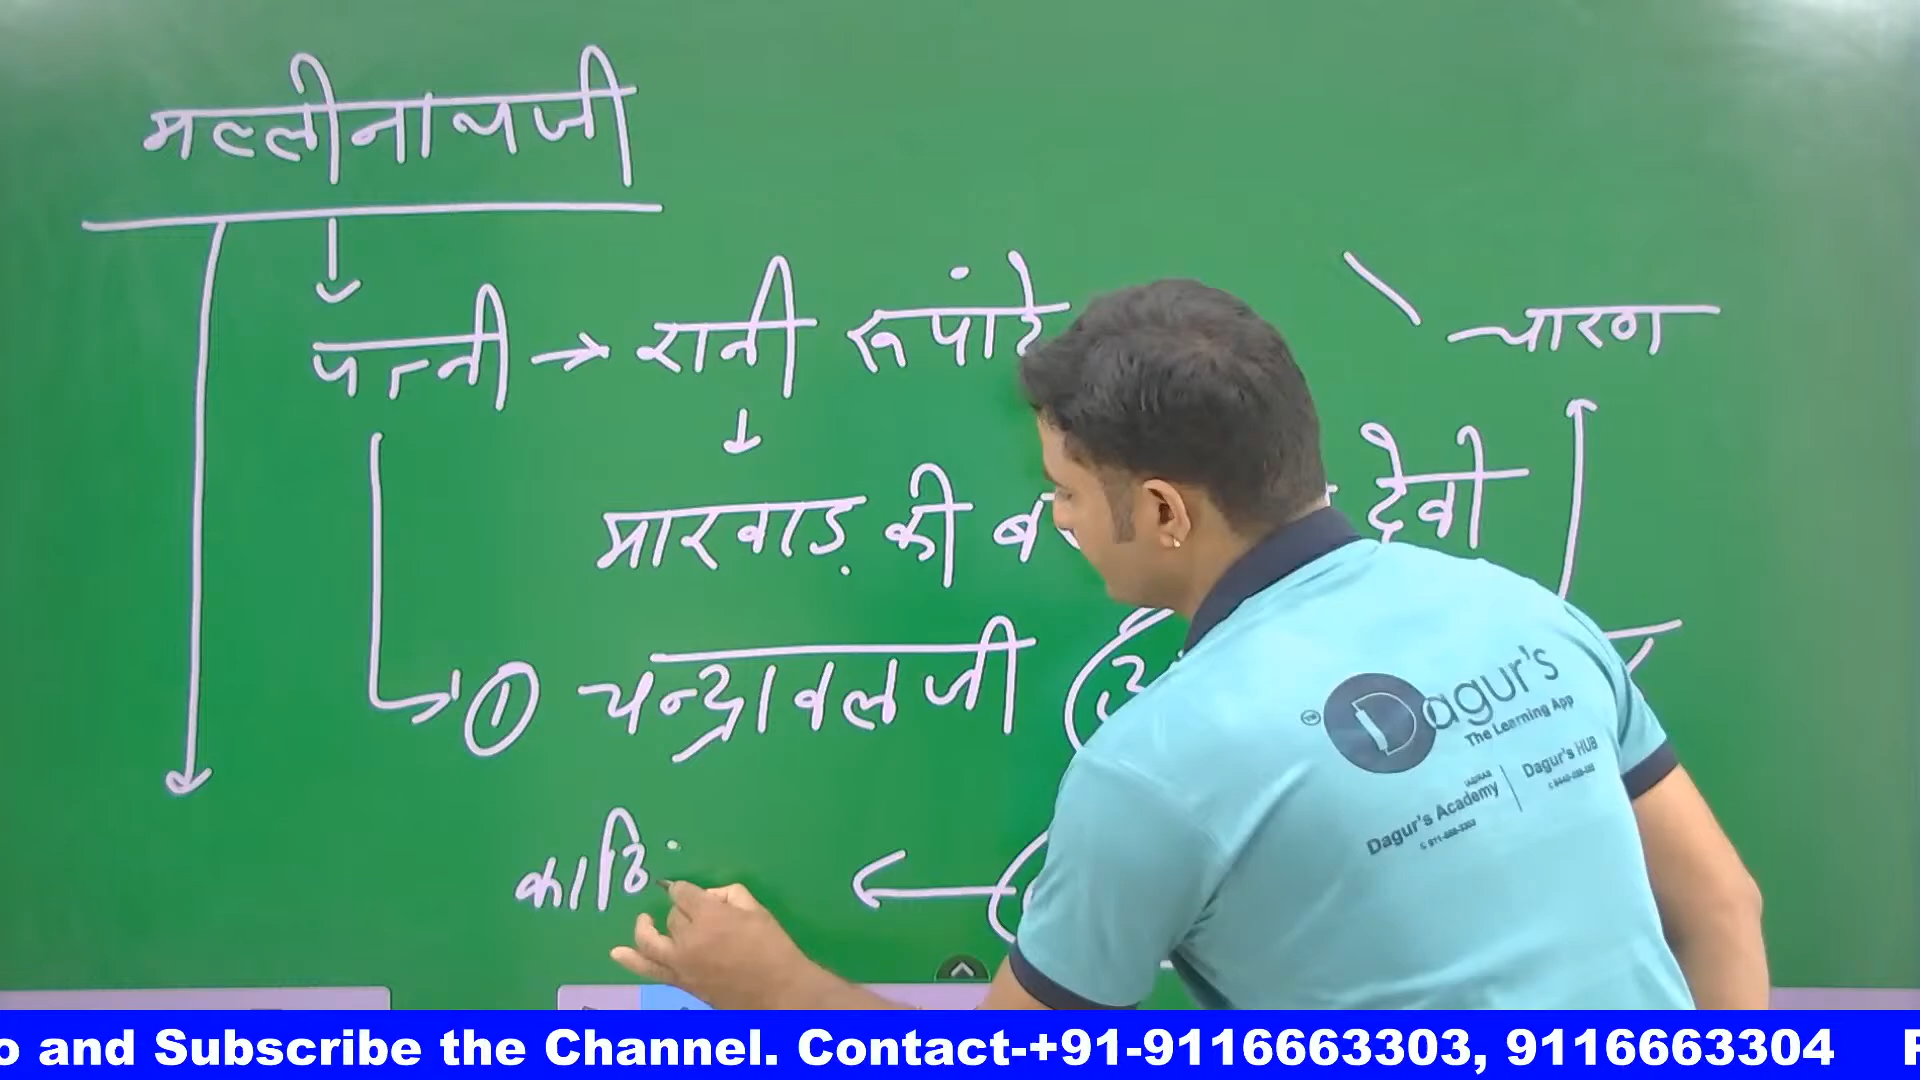 मल्लीनाथजी
पत्नी → रानी रूपांदे
चारण
मारवाड़ की
देवी
① चन्द्रावलजी
काठि
Dagur's
The Learning App
Dagur's Academy
Dagur's HUB
o and Subscribe the Channel. Contact-+91-9116663303, 9116663304